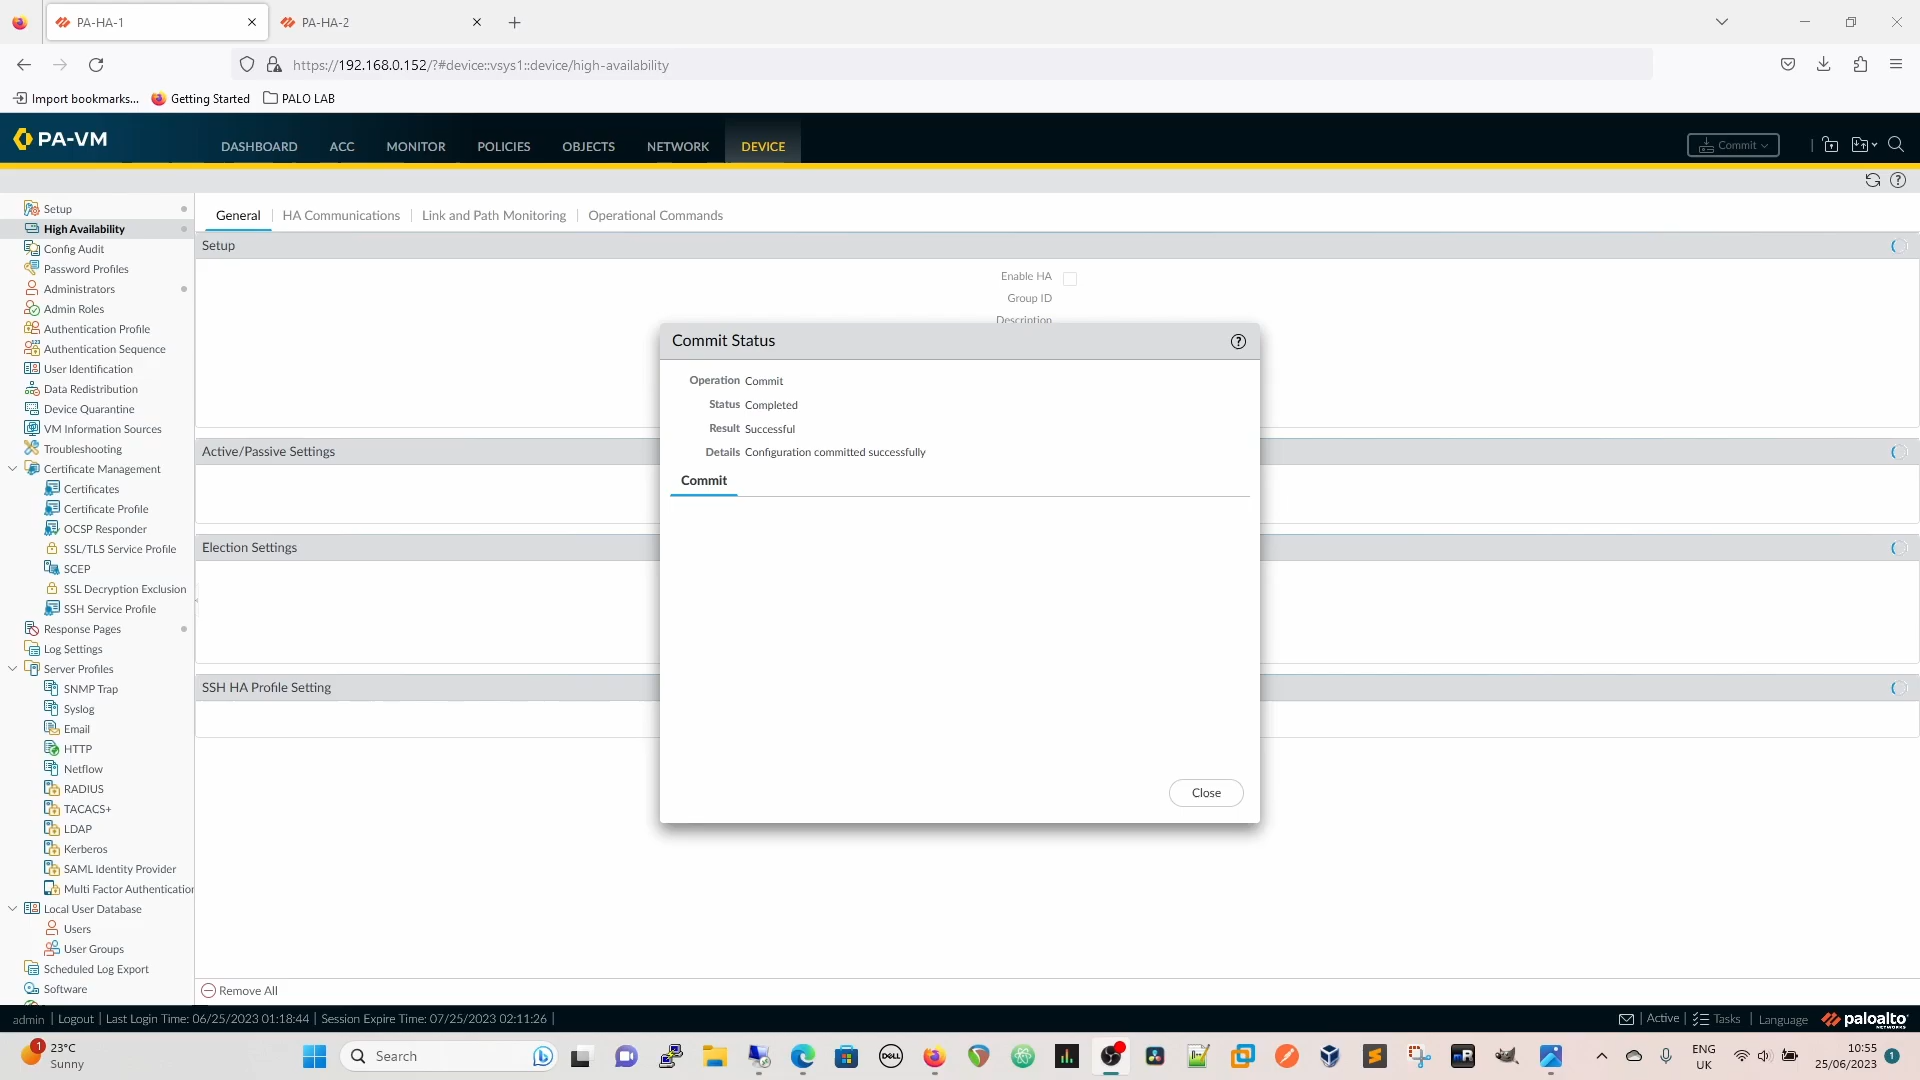 PA-HA-1
PA-HA-2
https://192.168.0.152/?#device::vsys1::device/high-availability
Import bookmarks...
Getting Started
PALO LAB
PA-VM
DASHBOARD
ACC
MONITOR
POLICIES
OBJECTS
NETWORK
DEVICE
Commit
Setup
High Availability
Config Audit
Password Profiles
Administrators
Admin Roles
Authentication Profile
Authentication Sequence
User Identification
Data Redistribution
Device Quarantine
VM Information Sources
Troubleshooting
Certificate Management
Certificates
Certificate Profile
OCSP Responder
SSL/TLS Service Profile
SCEP
SSL Decryption Exclusion
SSH Service Profile
Response Pages
Log Settings
Server Profiles
SNMP Trap
Syslog
Email
HTTP
Netflow
RADIUS
TACACS+
LDAP
Kerberos
SAML Identity Provider
Multi Factor Authentication
Local User Database
Users
User Groups
Scheduled Log Export
Software
General
HA Communications
Link and Path Monitoring
Operational Commands
Setup
Enable HA
Group ID
Description
Active/Passive Settings
Election Settings
SSH HA Profile Setting
Commit Status
Operation Commit
Status Completed
Result Successful
Details Configuration committed successfully
Commit
Close
Remove All
admin | Logout | Last Login Time: 06/25/2023 01:18:44 | Session Expire Time: 07/25/2023 02:11:26 |
| Active | Tasks | Language
paloalto
NETWORKS
1
23°C
Sunny
Search
DELL
ENG
UK
10:55
25/06/2023
1